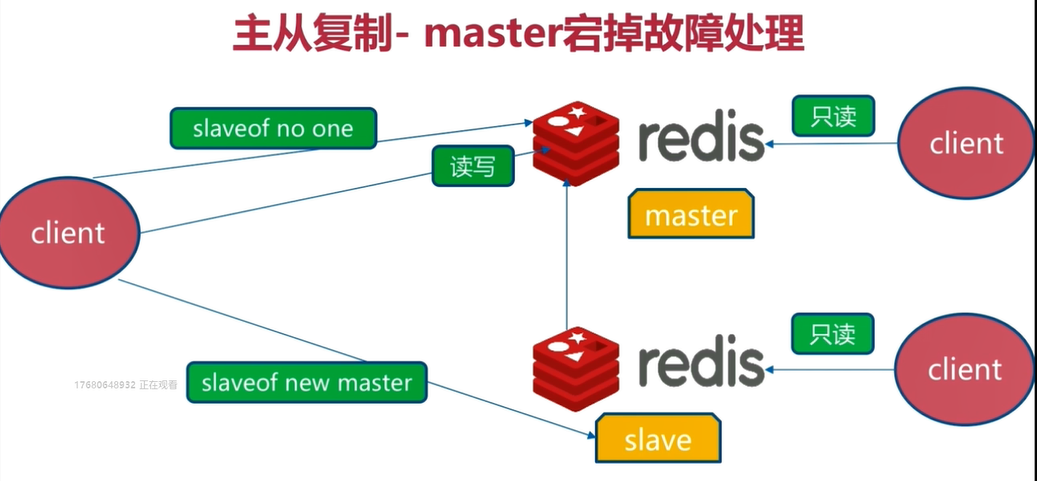 主从复制- master宕掉故障处理
slaveof no one
读写
client
redis
只读
client
master
slaveof new master
17680648932 正在观看
redis
只读
client
slave